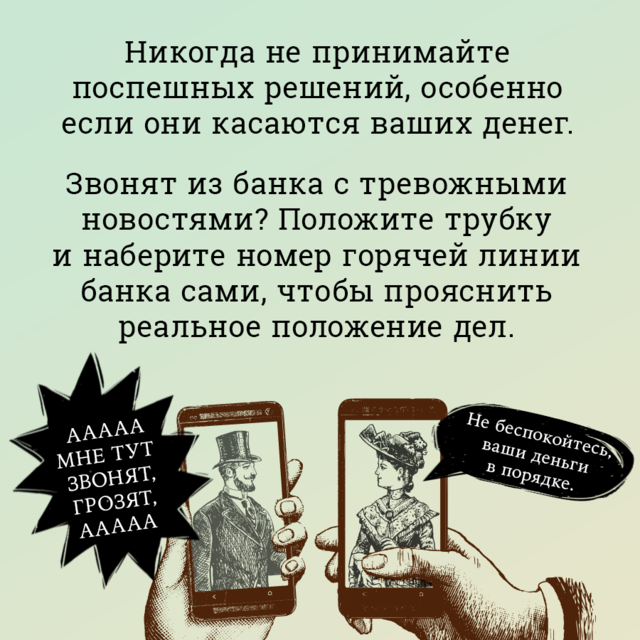 Никогда не принимайте
поспешных решений, особенно
если они касаются ваших денег.
Звонят из банка с тревожными
новостями? Положите трубку
и наберите номер горячей линии
банка сами, чтобы прояснить
реальное положение дел.
ААААА
МНЕ ТУТ
ЗВОНЯТ,
ГРОЗЯТ,
ААААА
Не беспокойтесь,
ваши деньги
в порядке.